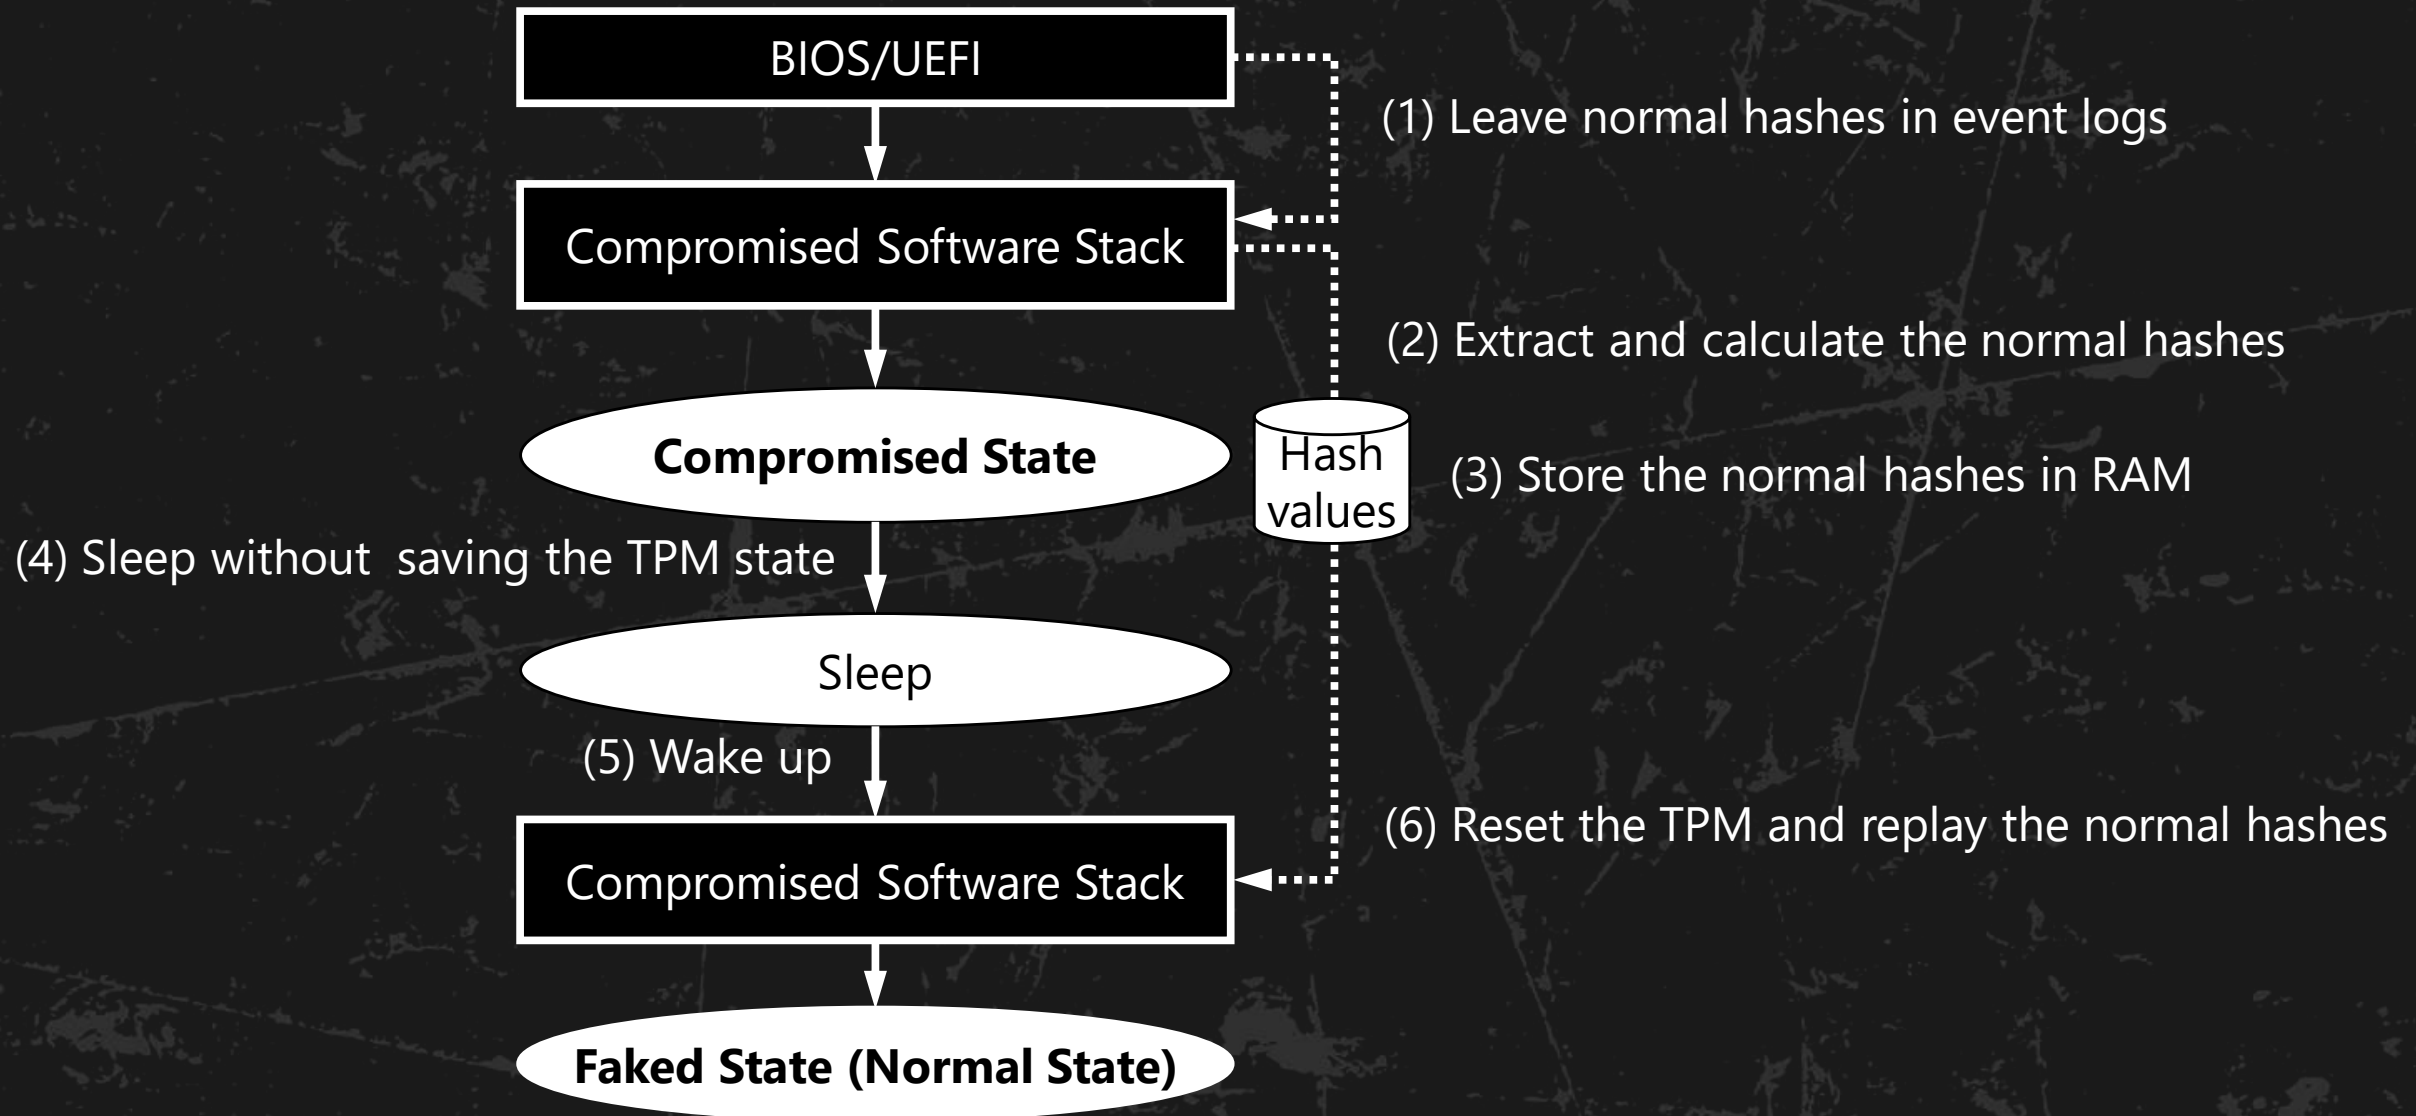 BIOS/UEFI
(1) Leave normal hashes in event logs
Compromised Software Stack
(2) Extract and calculate the normal hashes
Compromised State
Hash
values
(3) Store the normal hashes in RAM
(4) Sleep without  saving the TPM state
Sleep
(5) Wake up
(6) Reset the TPM and replay the normal hashes
Compromised Software Stack
Faked State (Normal State)